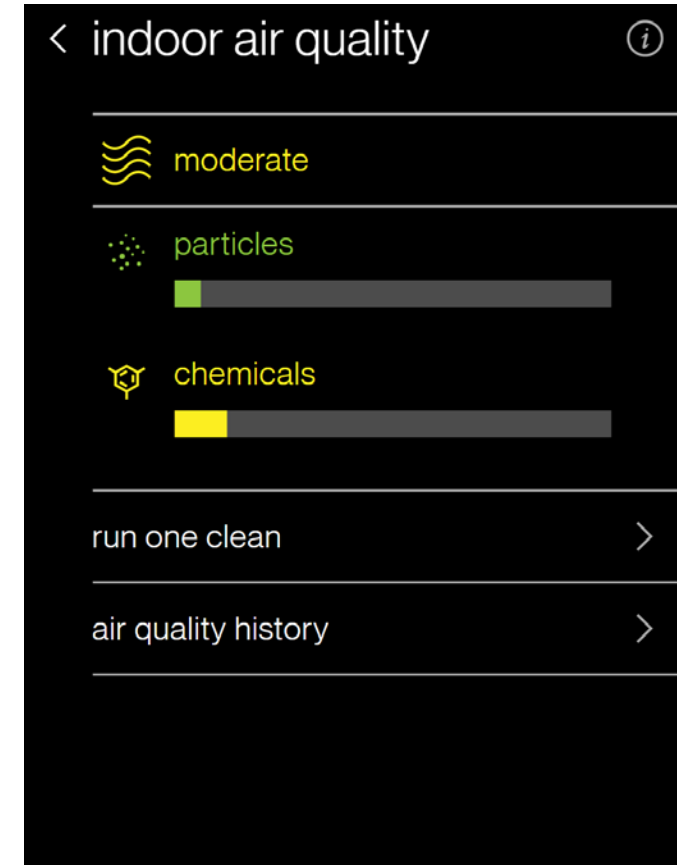 indoor air quality
moderate
particles
chemicals
run one clean
air quality history